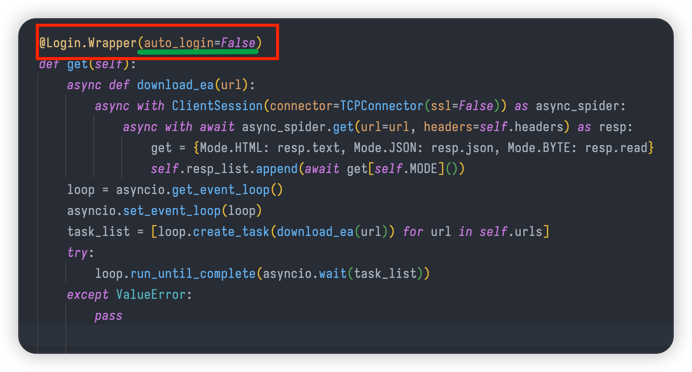 @Login.Wrapper(auto_login=False)
def get(self):
    async def download_ea(url):
        async with ClientSession(connector=TCPConnector(ssl=False)) as async_spider:
            async with await async_spider.get(url=url, headers=self.headers) as resp:
                get = {Mode.HTML: resp.text, Mode.JSON: resp.json, Mode.BYTE: resp.read}
                self.resp_list.append(await get[self.MODE]())
    loop = asyncio.get_event_loop()
    asyncio.set_event_loop(loop)
    task_list = [loop.create_task(download_ea(url)) for url in self.urls]
    try:
        loop.run_until_complete(asyncio.wait(task_list))
    except ValueError:
        pass